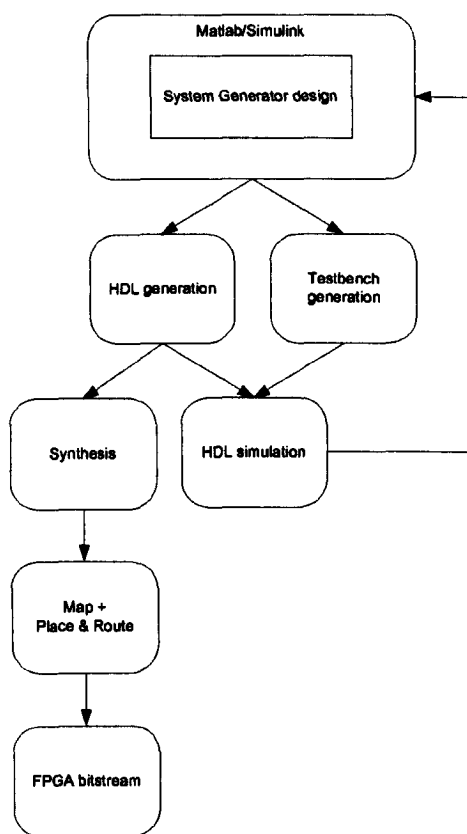 Matlab/Simulink
System Generator design
HDL generation
Testbench
generation
Synthesis
HDL simulation
Map +
Place & Route
FPGA bitstream